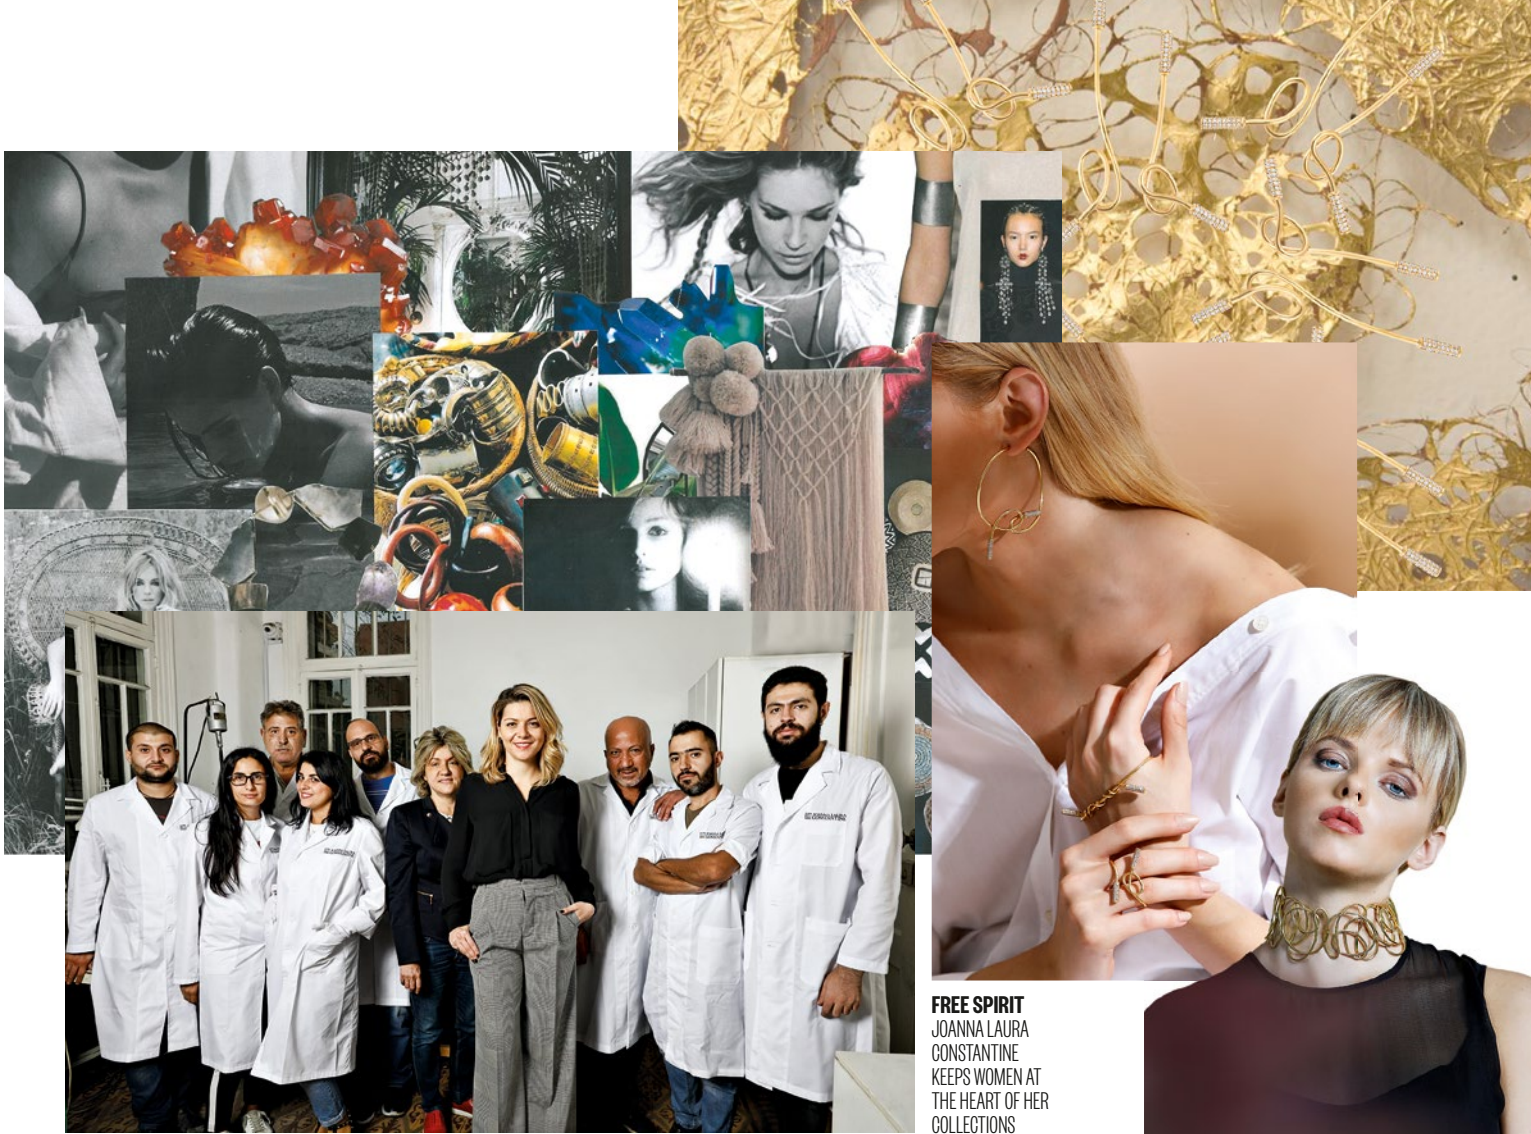 FREE SPIRIT
JOANNA LAURA
CONSTANTINE
KEEPS WOMEN AT
THE HEART OF HER
COLLECTIONS